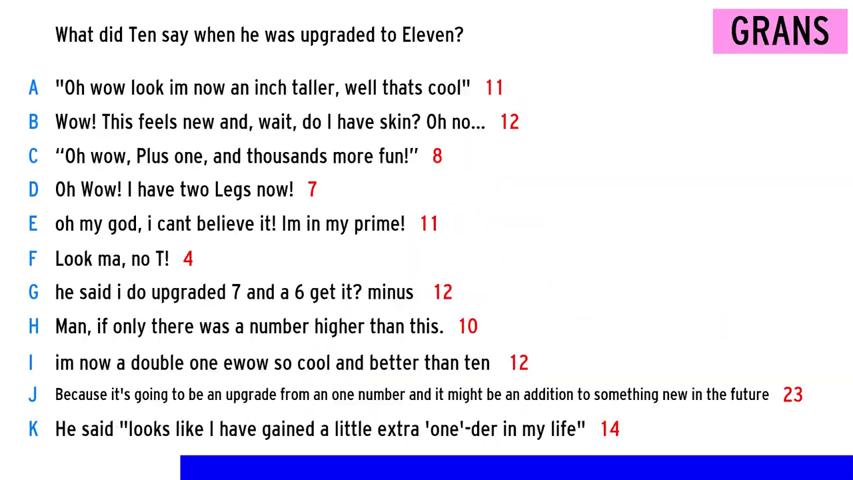 What did Ten say when he was upgraded to Eleven?
GRANS
A "Oh wow look im now an inch taller, well thats cool" 11
B Wow! This feels new and, wait, do I have skin? Oh no... 12
C “Oh wow, Plus one, and thousands more fun!” 8
D Oh Wow! I have two Legs now! 7
E oh my god, i cant believe it! Im in my prime! 11
F Look ma, no T! 4
G he said i do upgraded 7 and a 6 get it? minus 12
H Man, if only there was a number higher than this. 10
I im now a double one ewow so cool and better than ten 12
J Because it's going to be an upgrade from an one number and it might be an addition to something new in the future 23
K He said "looks like I have gained a little extra 'one'-der in my life" 14